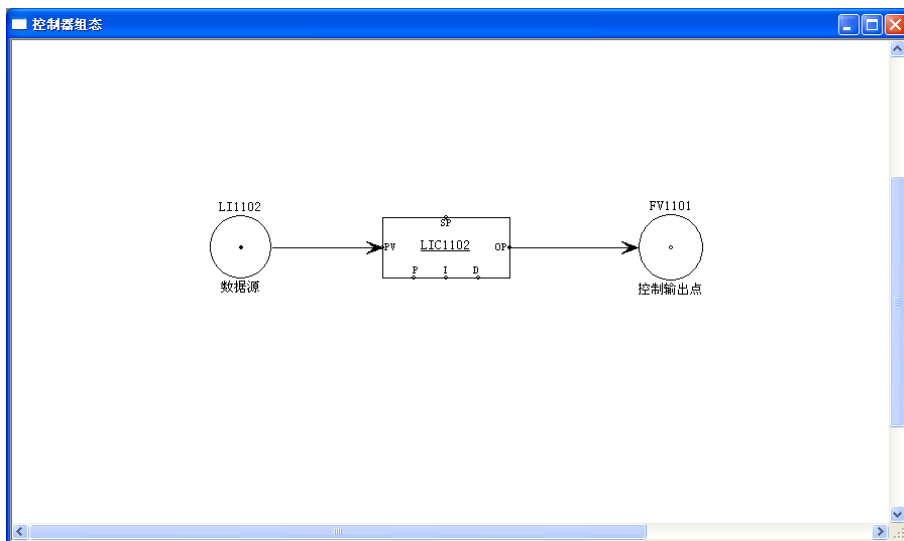 控制器组态
LI1102
FV1101
SP
PV
LIC1102
OP
P I D
数据源
控制输出点